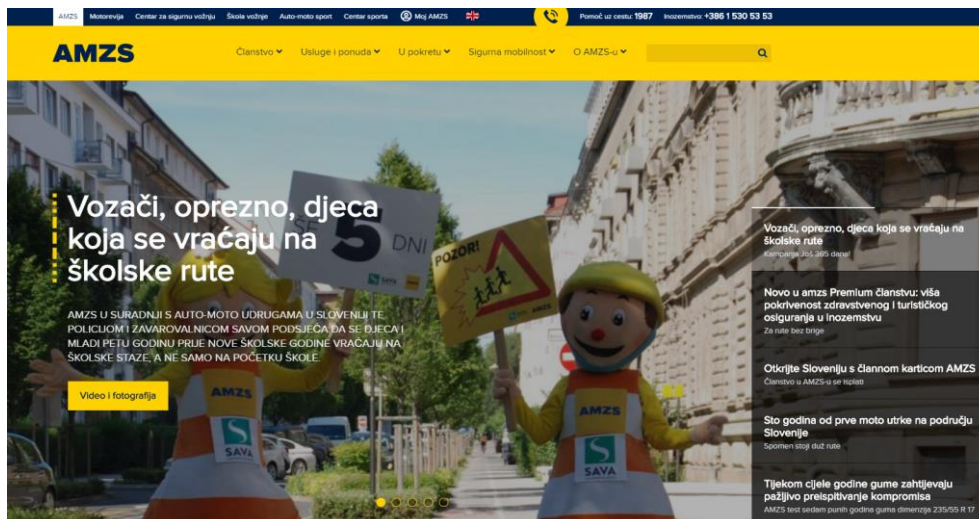 AMZS Motorevija Centar za sigurnu vožnju Škola vožnje Auto-moto sport Centar sporta Moj AMZS Pomoć uz cestu: 1987 Inozemstvo: +386 1 530 53 53
AMZS Članstvo Usluge i ponuda U pokretu Sigurna mobilnost O AMZS-u
Vozači, oprezno, djeca
koja se vraćaju na
školske rute
AMZS U SURADNJI S AUTO-MOTO UDRUGAMA U SLOVENIJI TE
POLICIJOM I ZAVAROVALNICOM SAVOM PODSJEĆA DA SE DJECA I
MLADI PETU GODINU PRIJE NOVE ŠKOLSKE GODINE VRAĆAJU NA
ŠKOLSKE STAZE, A NE SAMO NA POČETKU ŠKOLE.
Video i fotografija
ŠE 5 DNI
SAVA
POZOR!
AMZS
AMZS
SAVA
AMZS
SAVA
Vozači, oprezno, djeca koja se vraćaju na
školske rute
Kampanja Još 365 dana!
Novo u amzs Premium članstvu: viša
pokrivenost zdravstvenog i turističkog
osiguranja u inozemstvu
Za rute bez brige
Otkrijte Sloveniju s člannom karticom AMZS
Članstvo u AMZS-u se isplati
Sto godina od prve moto utrke na području
Slovenije
Spomen stoji duž rute
Tijekom cijele godine gume zahtijevaju
pažljivo preispitivanje kompromisa
AMZS test sedam punih godina guma dimenzija 235/55 R 17